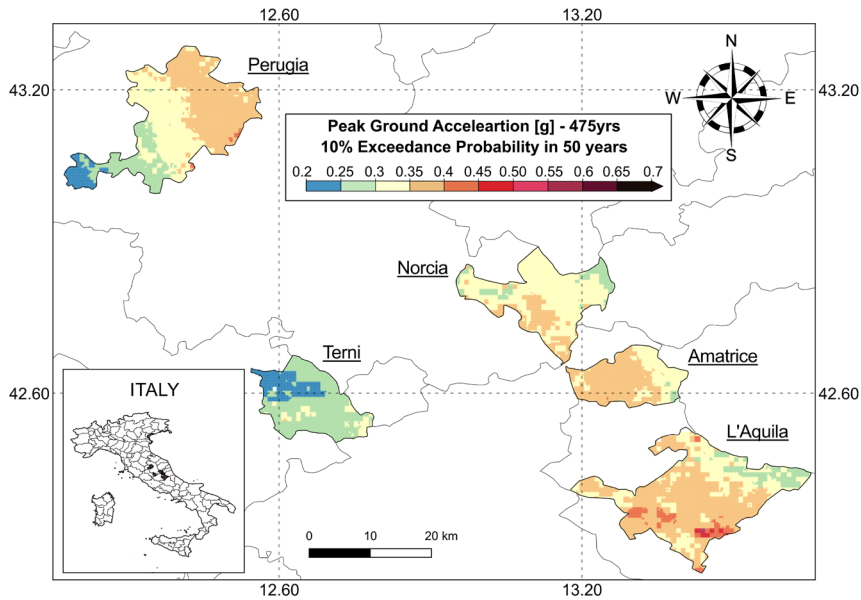 12.60 13.20
Perugia
43.20 43.20
N
W E
S
Peak Ground Acceleartion [g] - 475yrs
10% Exceedance Probability in 50 years
0.2 0.25 0.3 0.35 0.4 0.45 0.5 0.55 0.6 0.65 0.7
Norcia
Terni
Amatrice
42.60 42.60
ITALY
L'Aquila
0 10 20 km
12.60 13.20